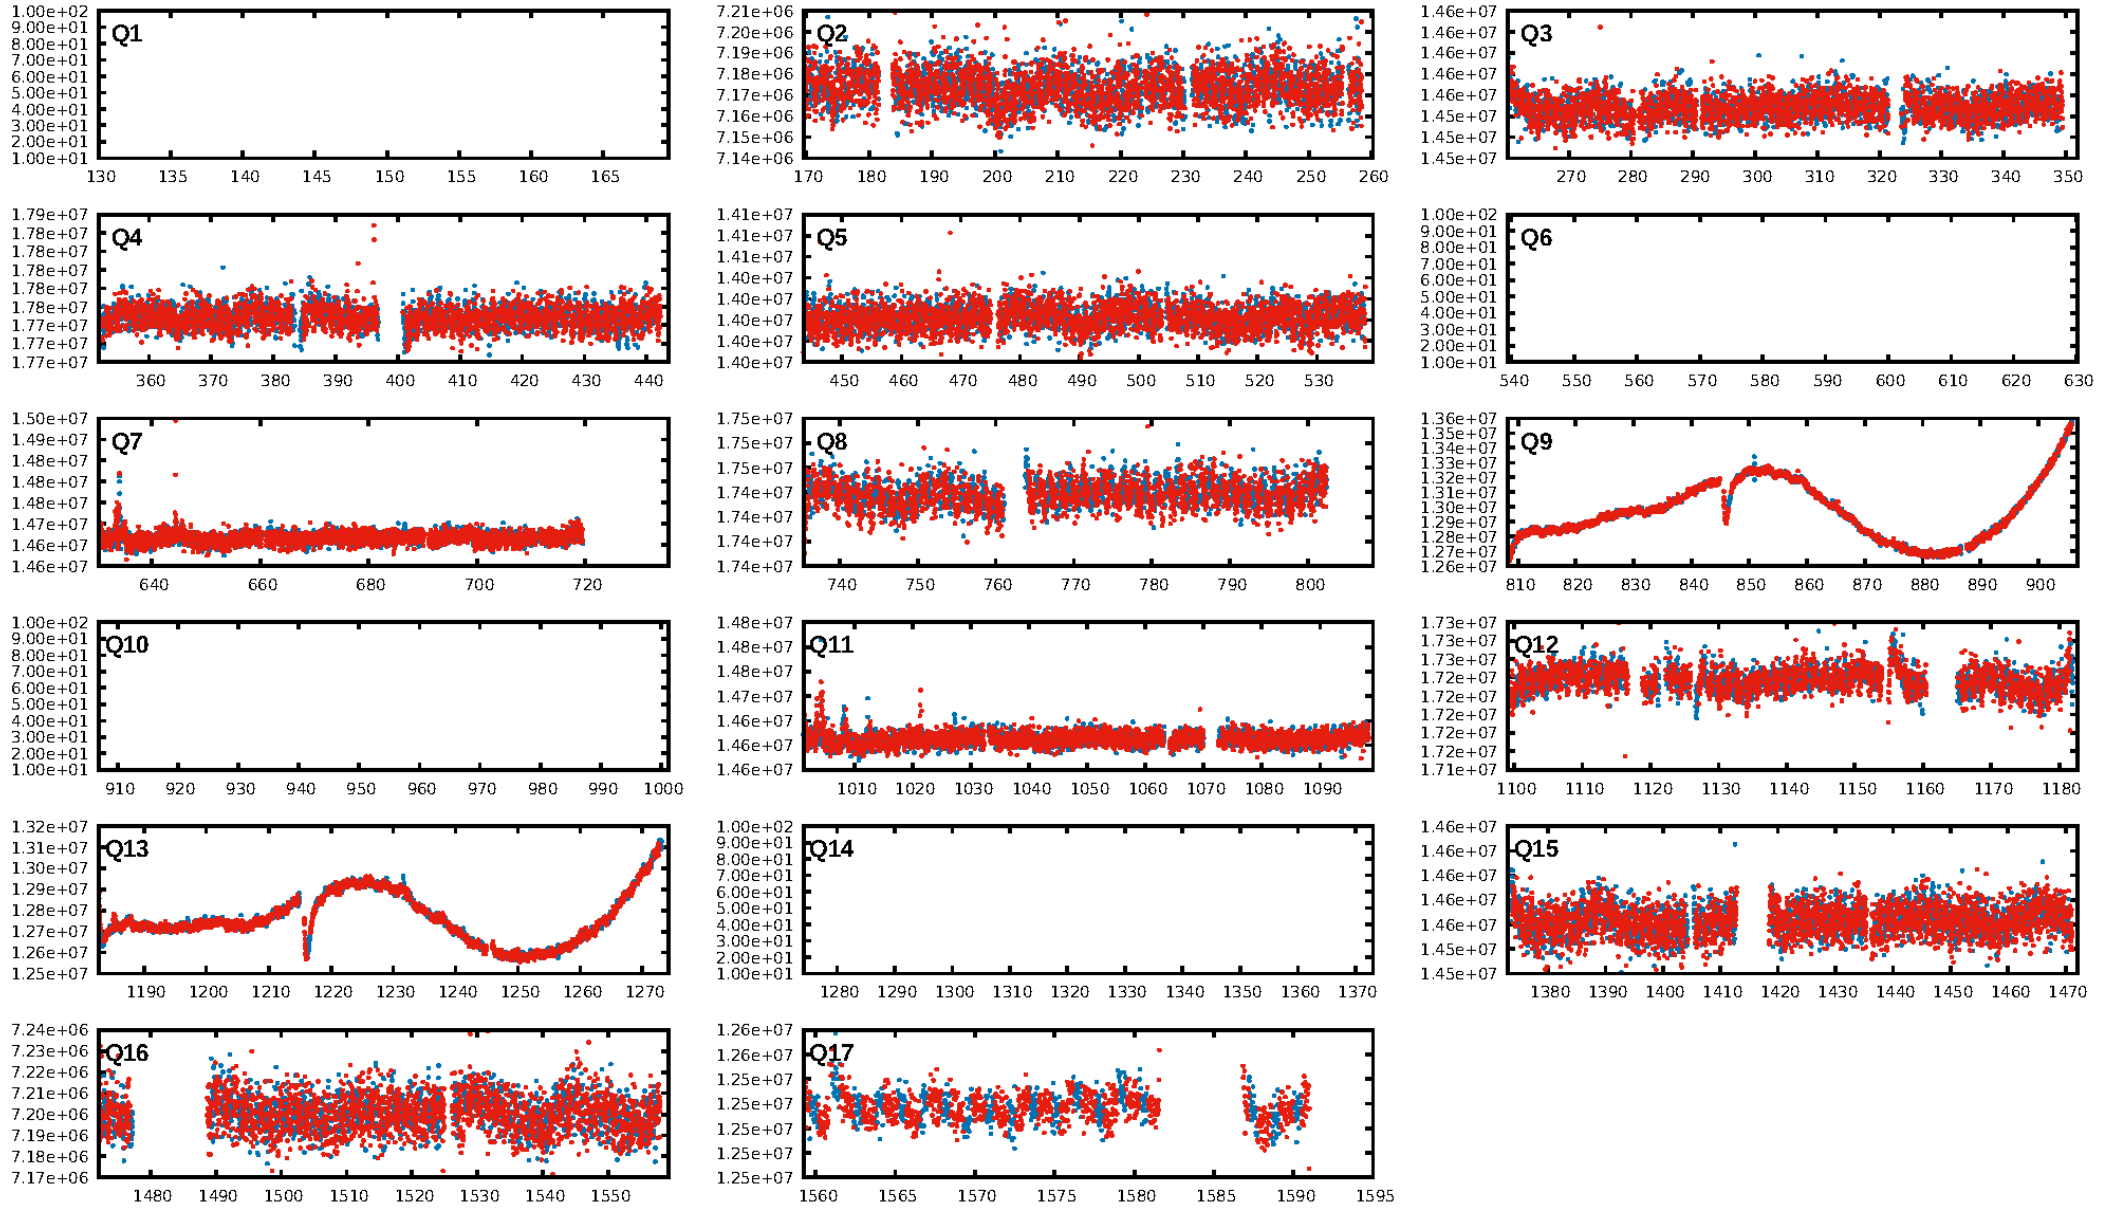 1.00e+02
9.00e+01
8.00e+01
7.00e+01
6.00e+01
5.00e+01
4.00e+01
3.00e+01
2.00e+01
1.00e+01
Q1
130 135 140 145 150 155 160 165
7.21e+06
7.20e+06
7.19e+06
7.18e+06
7.17e+06
7.16e+06
7.15e+06
7.14e+06
Q2
170 180 190 200 210 220 230 240 250 260
1.46e+07
1.46e+07
1.46e+07
1.46e+07
1.46e+07
1.45e+07
1.45e+07
1.45e+07
Q3
270 280 290 300 310 320 330 340 350
1.79e+07
1.78e+07
1.78e+07
1.78e+07
1.78e+07
1.78e+07
1.77e+07
1.77e+07
1.77e+07
Q4
360 370 380 390 400 410 420 430 440
1.41e+07
1.41e+07
1.41e+07
1.40e+07
1.40e+07
1.40e+07
1.40e+07
1.40e+07
Q5
450 460 470 480 490 500 510 520 530
1.00e+02
9.00e+01
8.00e+01
7.00e+01
6.00e+01
5.00e+01
4.00e+01
3.00e+01
2.00e+01
1.00e+01
Q6
540 550 560 570 580 590 600 610 620 630
1.50e+07
1.49e+07
1.48e+07
1.48e+07
1.48e+07
1.47e+07
1.46e+07
1.46e+07
Q7
640 660 680 700 720
1.75e+07
1.75e+07
1.75e+07
1.74e+07
1.74e+07
1.74e+07
1.74e+07
Q8
740 750 760 770 780 790 800
1.36e+07
1.35e+07
1.34e+07
1.33e+07
1.32e+07
1.31e+07
1.30e+07
1.29e+07
1.28e+07
1.27e+07
1.26e+07
Q9
810 820 830 840 850 860 870 880 890 900
1.00e+02
9.00e+01
8.00e+01
7.00e+01
6.00e+01
5.00e+01
4.00e+01
3.00e+01
2.00e+01
1.00e+01
Q10
910 920 930 940 950 960 970 980 990 1000
1.48e+07
1.48e+07
1.48e+07
1.47e+07
1.46e+07
1.46e+07
1.46e+07
Q11
1010 1020 1030 1040 1050 1060 1070 1080 1090
1.73e+07
1.73e+07
1.73e+07
1.72e+07
1.72e+07
1.72e+07
1.72e+07
1.72e+07
1.71e+07
Q12
1100 1110 1120 1130 1140 1150 1160 1170 1180
1.32e+07
1.31e+07
1.30e+07
1.29e+07
1.28e+07
1.27e+07
1.26e+07
1.25e+07
Q13
1190 1200 1210 1220 1230 1240 1250 1260 1270
1.00e+02
9.00e+01
8.00e+01
7.00e+01
6.00e+01
5.00e+01
4.00e+01
3.00e+01
2.00e+01
1.00e+01
Q14
1280 1290 1300 1310 1320 1330 1340 1350 1360 1370
1.46e+07
1.46e+07
1.46e+07
1.46e+07
1.46e+07
1.45e+07
1.45e+07
Q15
1380 1390 1400 1410 1420 1430 1440 1450 1460 1470
7.24e+06
7.23e+06
7.22e+06
7.21e+06
7.20e+06
7.19e+06
7.18e+06
7.17e+06
Q16
1480 1490 1500 1510 1520 1530 1540 1550
1.26e+07
1.26e+07
1.25e+07
1.25e+07
1.25e+07
1.25e+07
1.25e+07
Q17
1560 1565 1570 1575 1580 1585 1590 1595